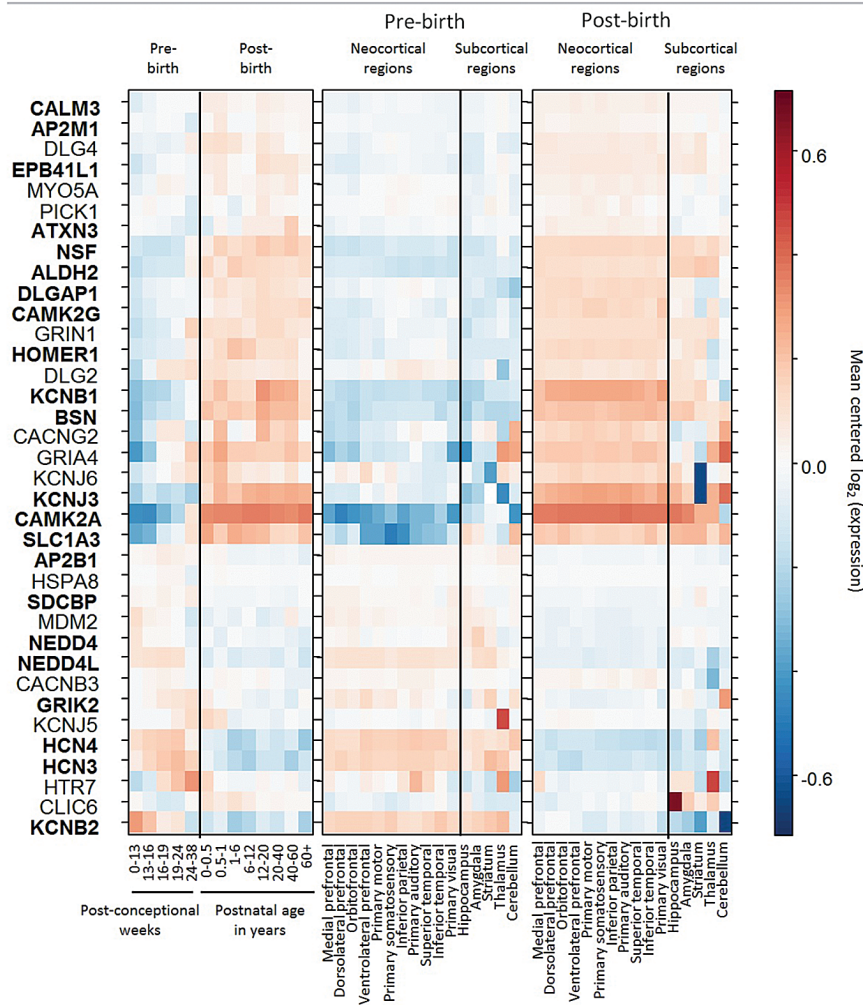 Pre-birth
Post-birth
Pre-
birth
Post-
birth
Neocortical
regions
Subcortical
regions
Neocortical
regions
Subcortical
regions
CALM3
AP2M1
DLG4
EPB41L1
MYO5A
PICK1
ATXN3
NSF
ALDH2
DLGAP1
CAMK2G
GRIN1
HOMER1
DLG2
KCNB1
BSN
CACNG2
GRIA4
KCNJ6
KCNJ3
CAMK2A
SLC1A3
AP2B1
HSPA8
SDCBP
MDM2
NEDD4
NEDD4L
CACNB3
GRIK2
KCNJ5
HCN4
HCN3
HTR7
CLIC6
KCNB2
0.6
0.0
-0.6
Mean centered log2 (expression)
0-13
13-16
16-19
19-24
24-38
0-0.5
0.5-1
1-6
6-12
12-20
20-40
40-60
60+
Post-conceptional
weeks
Postnatal age
in years
Medial prefrontal
Dorsolateral prefrontal
Orbitofrontal
Ventrolateral prefrontal
Primary motor
Primary somatosensory
Inferior parietal
Primary auditory
Superior temporal
Inferior temporal
Primary visual
Hippocampus
Amygdala
Striatum
Thalamus
Cerebellum
Medial prefrontal
Dorsolateral prefrontal
Orbitofrontal
Ventrolateral prefrontal
Primary motor
Primary somatosensory
Inferior parietal
Primary auditory
Superior temporal
Inferior temporal
Primary visual
Hippocampus
Amygdala
Striatum
Thalamus
Cerebellum